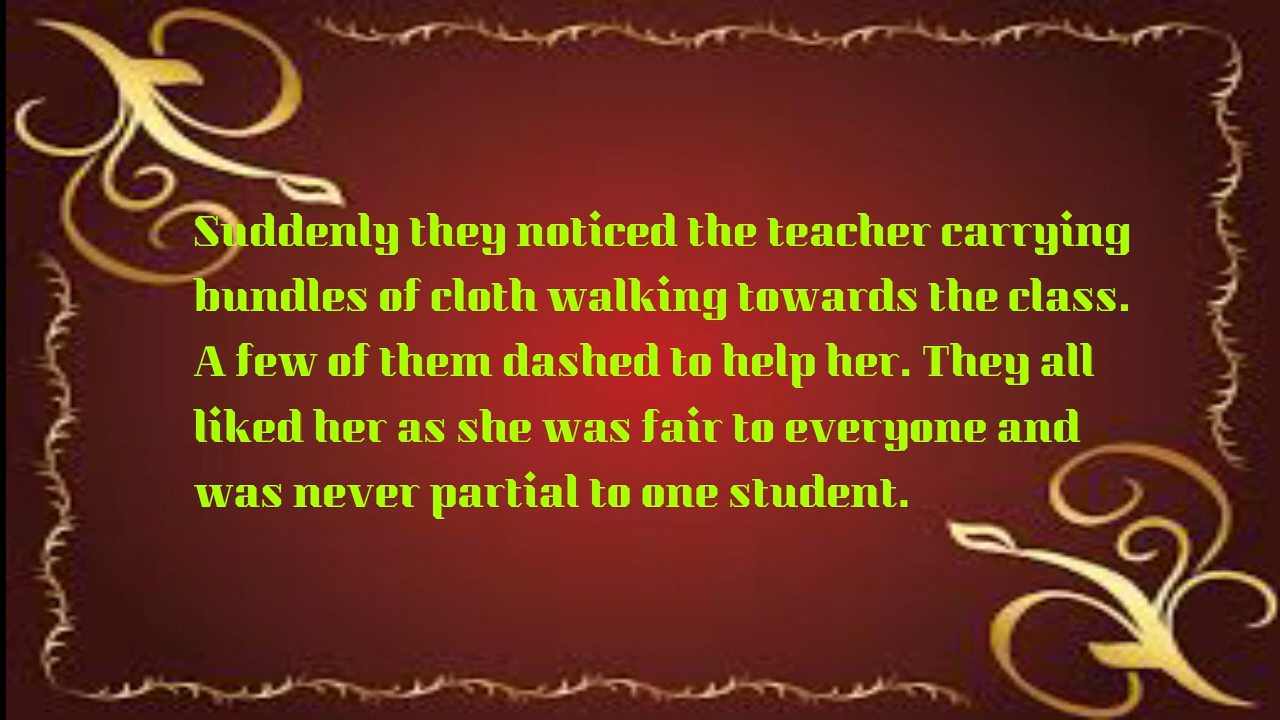 Suddenly they noticed the teacher carrying
bundles of cloth walking towards the class.
A few of them dashed to help her. They all
liked her as she was fair to everyone and
was never partial to one student.